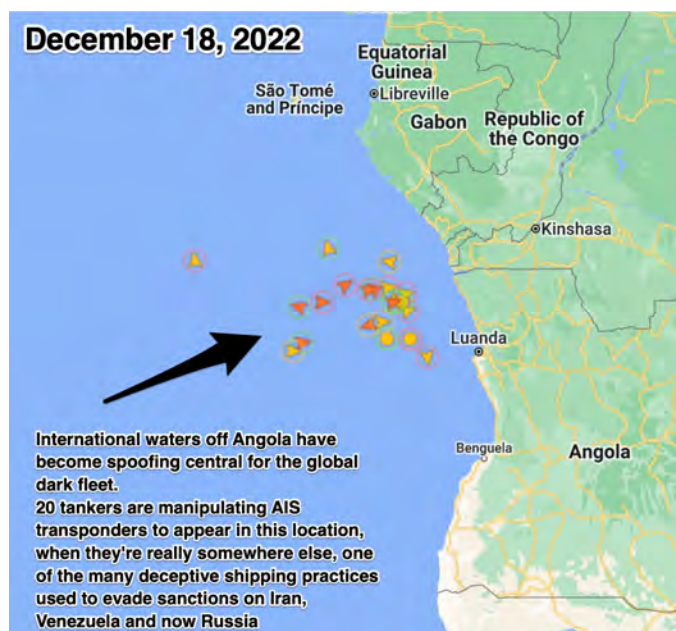 December 18, 2022
Equatorial
Guinea
São Tomé
and Príncipe
Libreville
Gabon
Republic of
the Congo
Kinshasa
Luanda
Benguela
Angola
International waters off Angola have
become spoofing central for the global
dark fleet.
20 tankers are manipulating AIS
transponders to appear in this location,
when they're really somewhere else, one
of the many deceptive shipping practices
used to evade sanctions on Iran,
Venezuela and now Russia